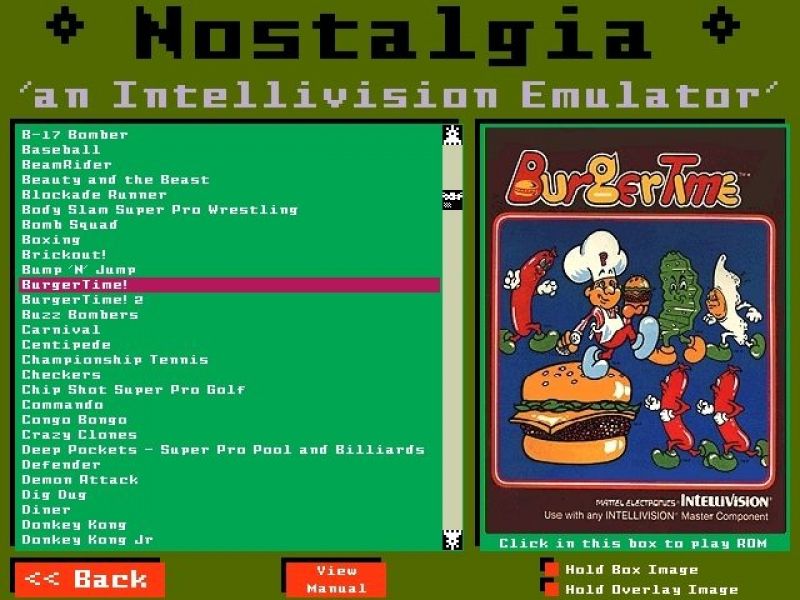 Nostalgia
'an Intellivision Emulator'
B-17 Bomber
Baseball
BeamRider
Beauty and the Beast
Blockade Runner
Body Slam Super Pro Wrestling
Bomb Squad
Boxing
Brickout!
Bump 'N' Jump
BurgerTime!
BurgerTime! 2
Buzz Bombers
Carnival
Centipede
Championship Tennis
Checkers
Chip Shot Super Pro Golf
Commando
Congo Bongo
Crazy Clones
Deep Pockets - Super Pro Pool and Billiards
Defender
Demon Attack
Dig Dug
Diner
Donkey Kong
Donkey Kong Jr
BurgerTime™
P
MATTEL ELECTRONICS® INTELLIVISION®
Use with any INTELLIVISION® Master Component
Click in this box to play ROM
<< Back
View
Manual
Hold Box Image
Hold Overlay Image